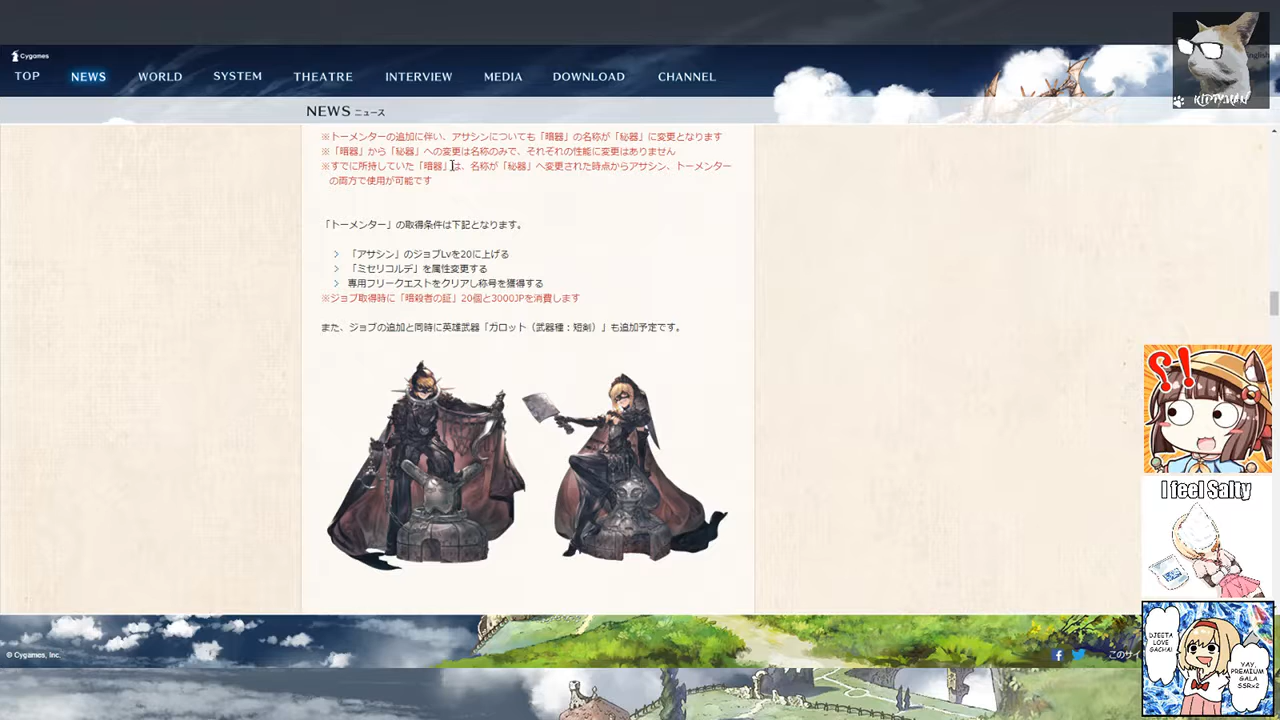 Cygames
TOP NEWS WORLD SYSTEM THEATRE INTERVIEW MEDIA DOWNLOAD CHANNEL
English
KITTYMAN
NEWS ニュース
※トーメンターの追加に伴い、アサシンについても「暗器」の名称が「秘器」に変更となります
※「暗器」から「秘器」への変更は名称のみで、それぞれの性能に変更はありません
※すでに所持していた「暗器」は、名称が「秘器」へ変更された時点からアサシン、トーメンター
の両方で使用が可能です
「トーメンター」の取得条件は下記となります。
「アサシン」のジョブLvを20に上げる
「ミセリコルデ」を属性変更する
専用フリークエストをクリアし称号を獲得する
※ジョブ取得時に「暗殺者の証」20個と3000JPを消費します
また、ジョブの追加と同時に英雄武器「ガロット（武器種：短剣）」も追加予定です。
?!
I feel Salty
DJEETA
LOVE
GACHA!
YAY,
PREMIUM
GALA
SSRx2
© Cygames, Inc.
このサイ